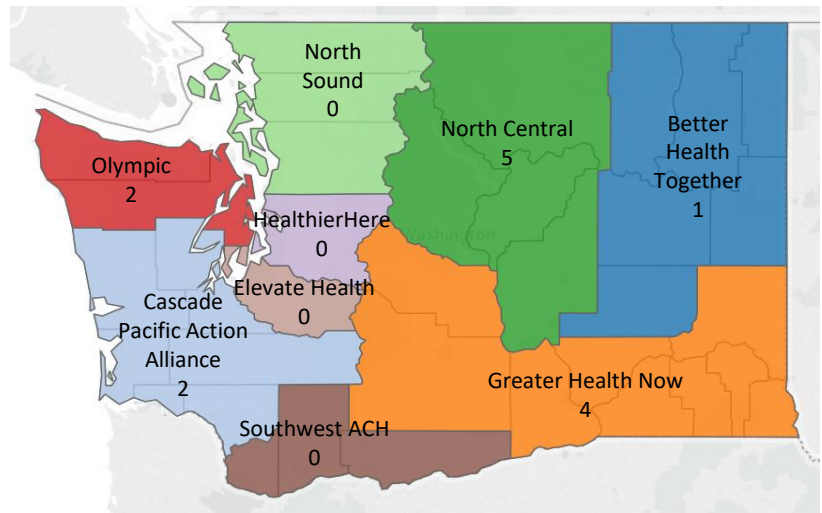 North
Sound
0
North Central
5
Better
Health
Together
1
Olympic
2
HealthierHere
0
Washington
Elevate Health
0
Cascade
Pacific Action
Alliance
2
Greater Health Now
4
Southwest ACH
0